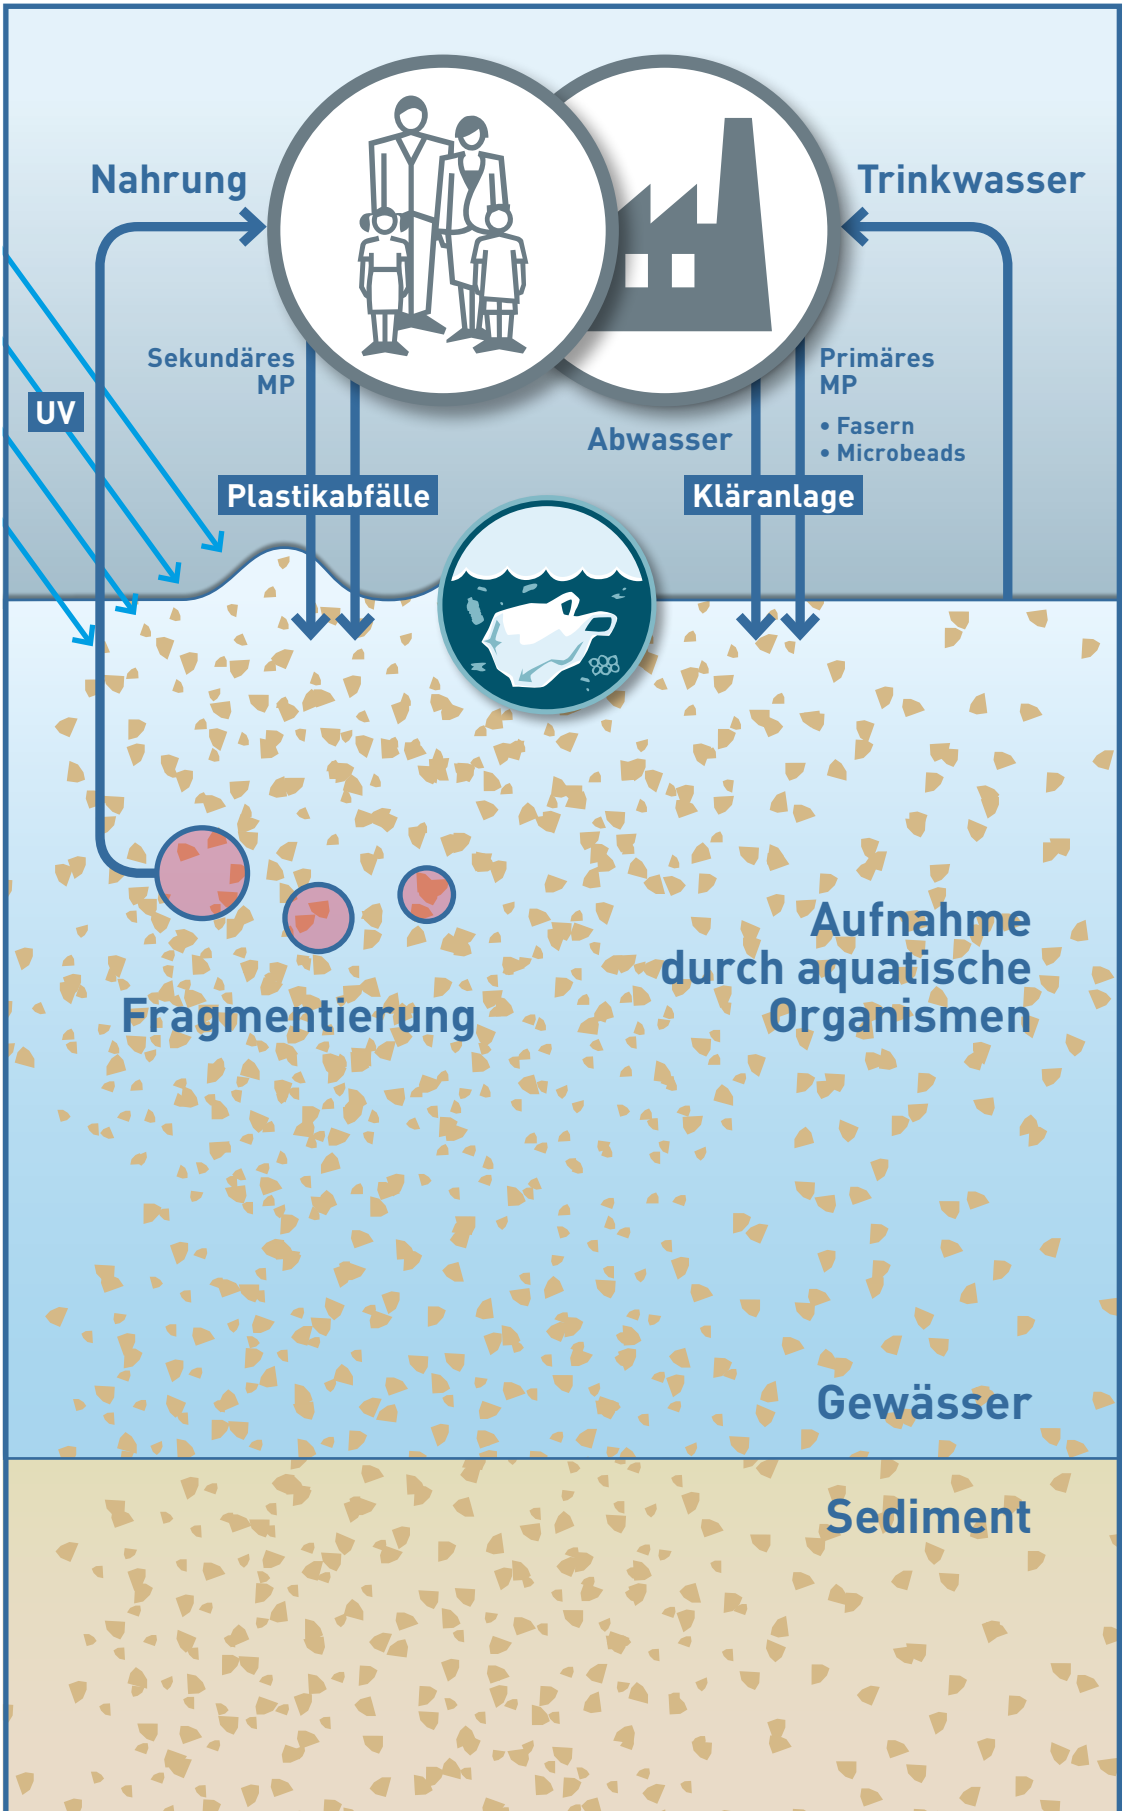 Nahrung
Trinkwasser
Sekundäres
MP
Primäres
MP
• Fasern
• Microbeads
UV
Abwasser
Plastikabfälle
Kläranlage
Aufnahme
durch aquatische
Organismen
Fragmentierung
Gewässer
Sediment